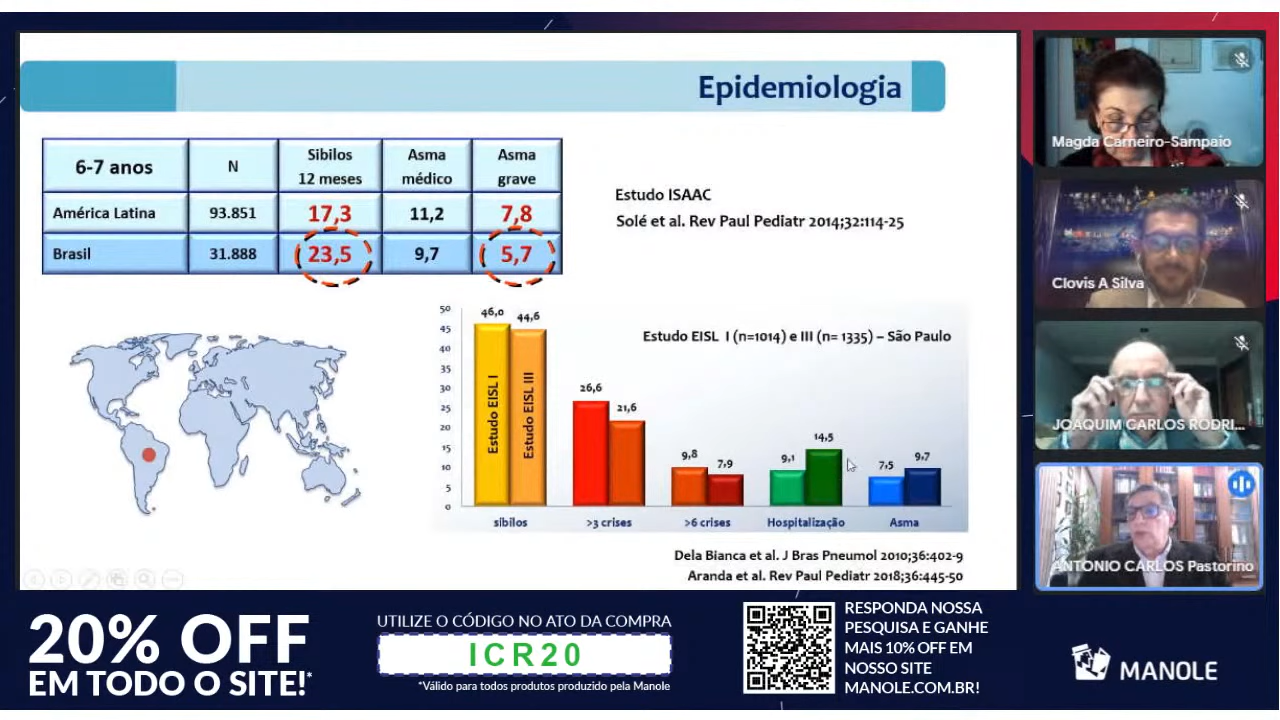 Epidemiologia
6-7 anos
N
Sibilos
12 meses
Asma
médico
Asma
grave
América Latina
93.851
17,3
11,2
7,8
Brasil
31.888
23,5
9,7
5,7
Estudo ISAAC
Solé et al. Rev Paul Pediatr 2014;32:114-25
Estudo EISL I (n=1014) e III (n= 1335) – São Paulo
50
45
40
35
30
25
20
15
10
5
0
46,0
44,6
26,6
21,6
9,8
7,9
9,1
14,5
7,5
9,7
Estudo EISL I
Estudo EISL III
sibilos
>3 crises
>6 crises
Hospitalização
Asma
Dela Bianca et al. J Bras Pneumol 2010;36:402-9
Aranda et al. Rev Paul Pediatr 2018;36:445-50
Magda Carneiro-Sampaio
Clovis A Silva
JOAQUIM CARLOS RODRI...
ANTONIO CARLOS Pastorino
20% OFF
EM TODO O SITE!*
UTILIZE O CÓDIGO NO ATO DA COMPRA
ICR20
*Válido para todos produtos produzido pela Manole
RESPONDA NOSSA
PESQUISA E GANHE
MAIS 10% OFF EM
NOSSO SITE
MANOLE.COM.BR!
MANOLE